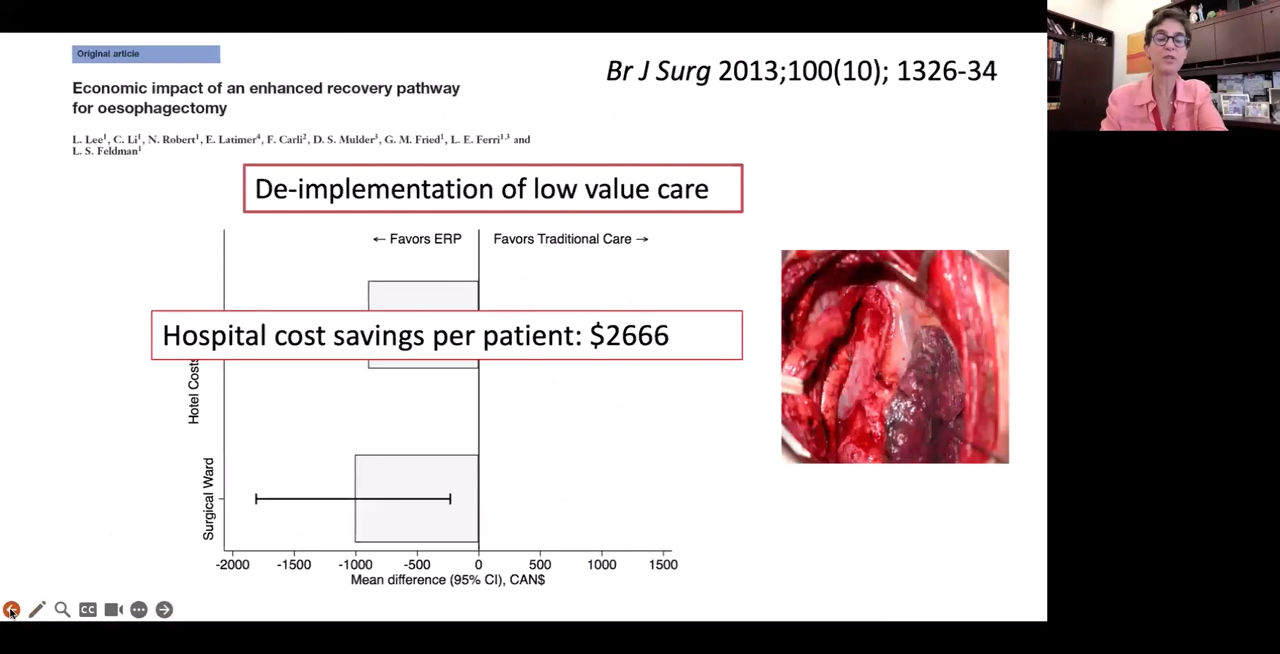 Original article
Br J Surg 2013;100(10); 1326-34
Economic impact of an enhanced recovery pathway
for oesophagectomy
L. Lee¹, C. Li¹, N. Robert¹, E. Latimer⁴, F. Carli², D. S. Mulder³, G. M. Fried¹, L. E. Ferri¹,³ and
L. S. Feldman¹
De-implementation of low value care
← Favors ERP
Favors Traditional Care →
Hospital cost savings per patient: $2666
Hotel Costs
Surgical Ward
-2000 -1500 -1000 -500 0 500 1000 1500
Mean difference (95% CI), CAN$
CC